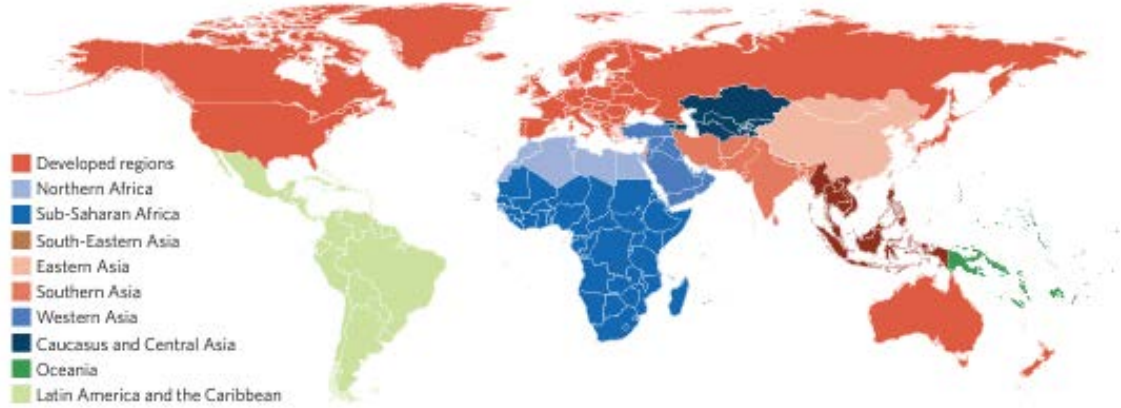 Developed regions
Northern Africa
Sub-Saharan Africa
South-Eastern Asia
Eastern Asia
Southern Asia
Western Asia
Caucasus and Central Asia
Oceania
Latin America and the Caribbean